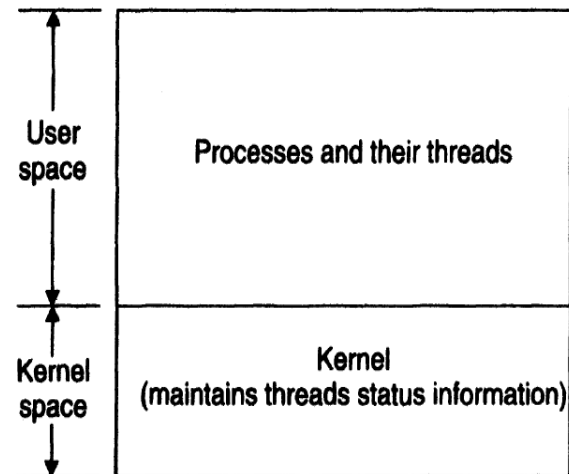 User
space
Processes and their threads
Kernel
space
Kernel
(maintains threads status information)